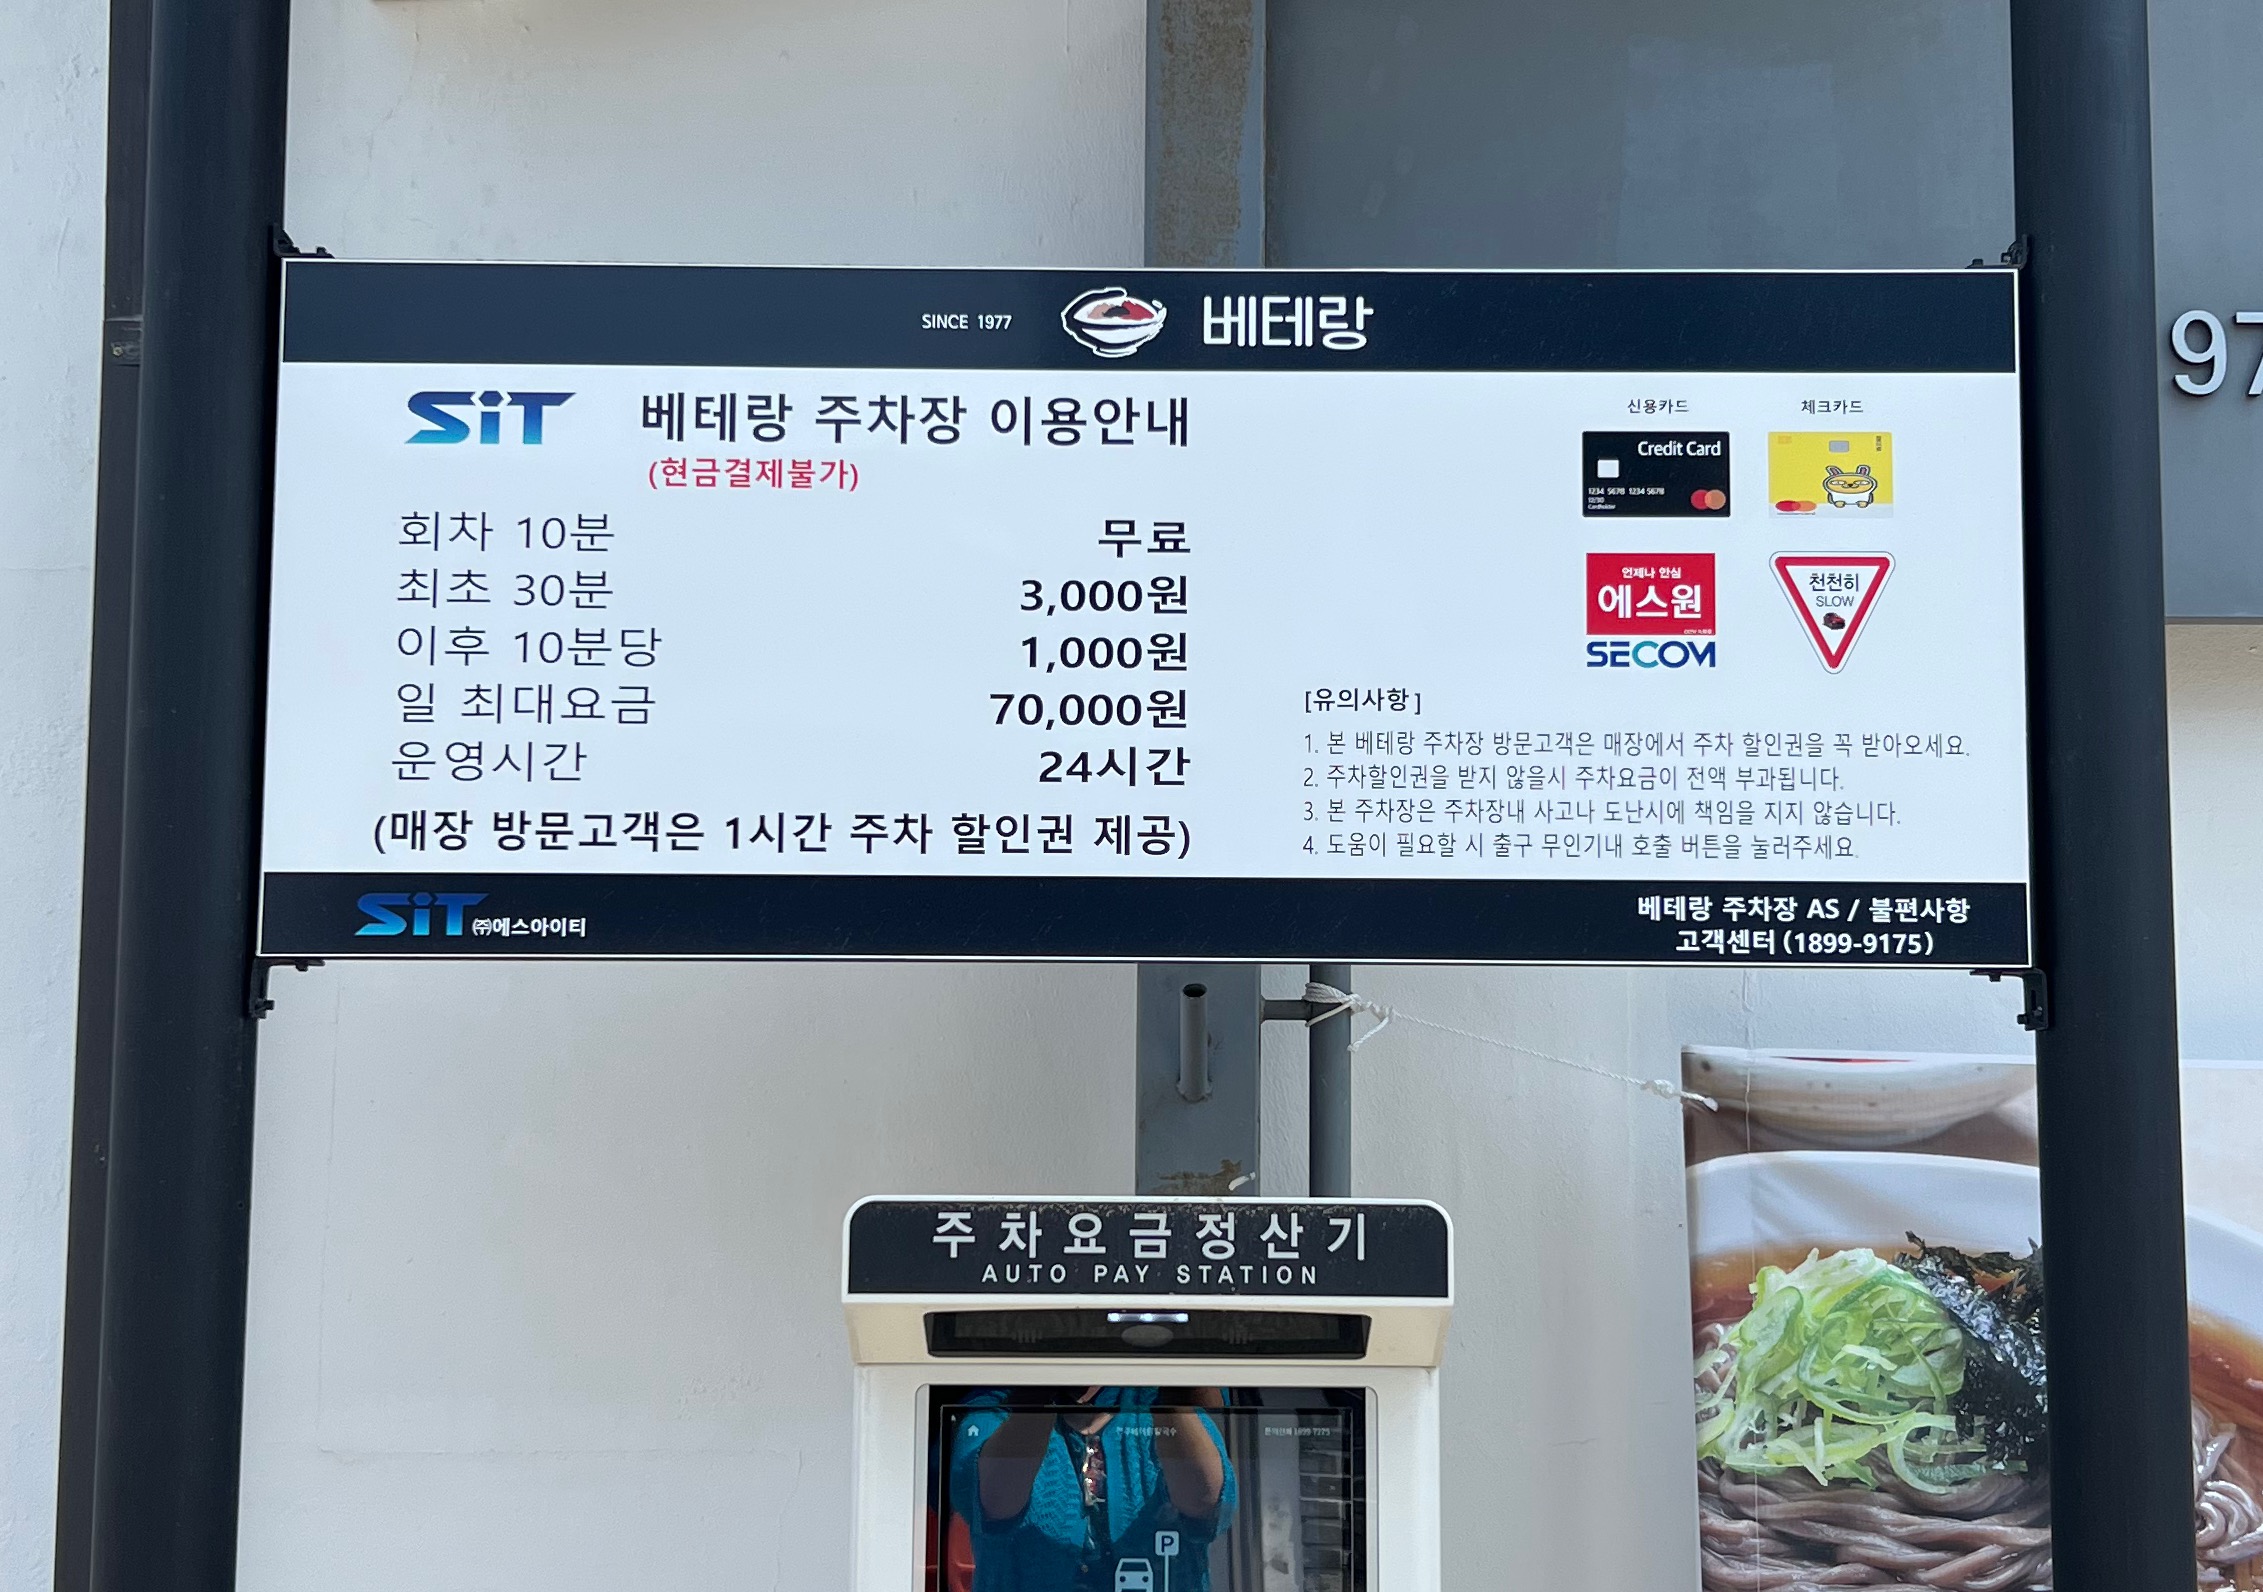 SINCE 1977 베테랑
SiT 베테랑 주차장 이용안내
(현금결제불가)
회차 10분 무료
최초 30분 3,000원
이후 10분당 1,000원
일 최대요금 70,000원
운영시간 24시간
(매장 방문고객은 1시간 주차 할인권 제공)
신용카드 체크카드
Credit Card
1234 5678 1234 5678
12/30
Cardholder
언제나 안심
에스원
SECOM
천천히
SLOW
[유의사항]
1. 본 베테랑 주차장 방문고객은 매장에서 주차 할인권을 꼭 받아오세요.
2. 주차할인권을 받지 않을시 주차요금이 전액 부과됩니다.
3. 본 주차장은 주차장내 사고나 도난시에 책임을 지지 않습니다.
4. 도움이 필요할 시 출구 무인기내 호출 버튼을 눌러주세요.
SiT ㈜에스아이티
베테랑 주차장 AS / 불편사항
고객센터 (1899-9175)
97
주차요금정산기
AUTO PAY STATION
P